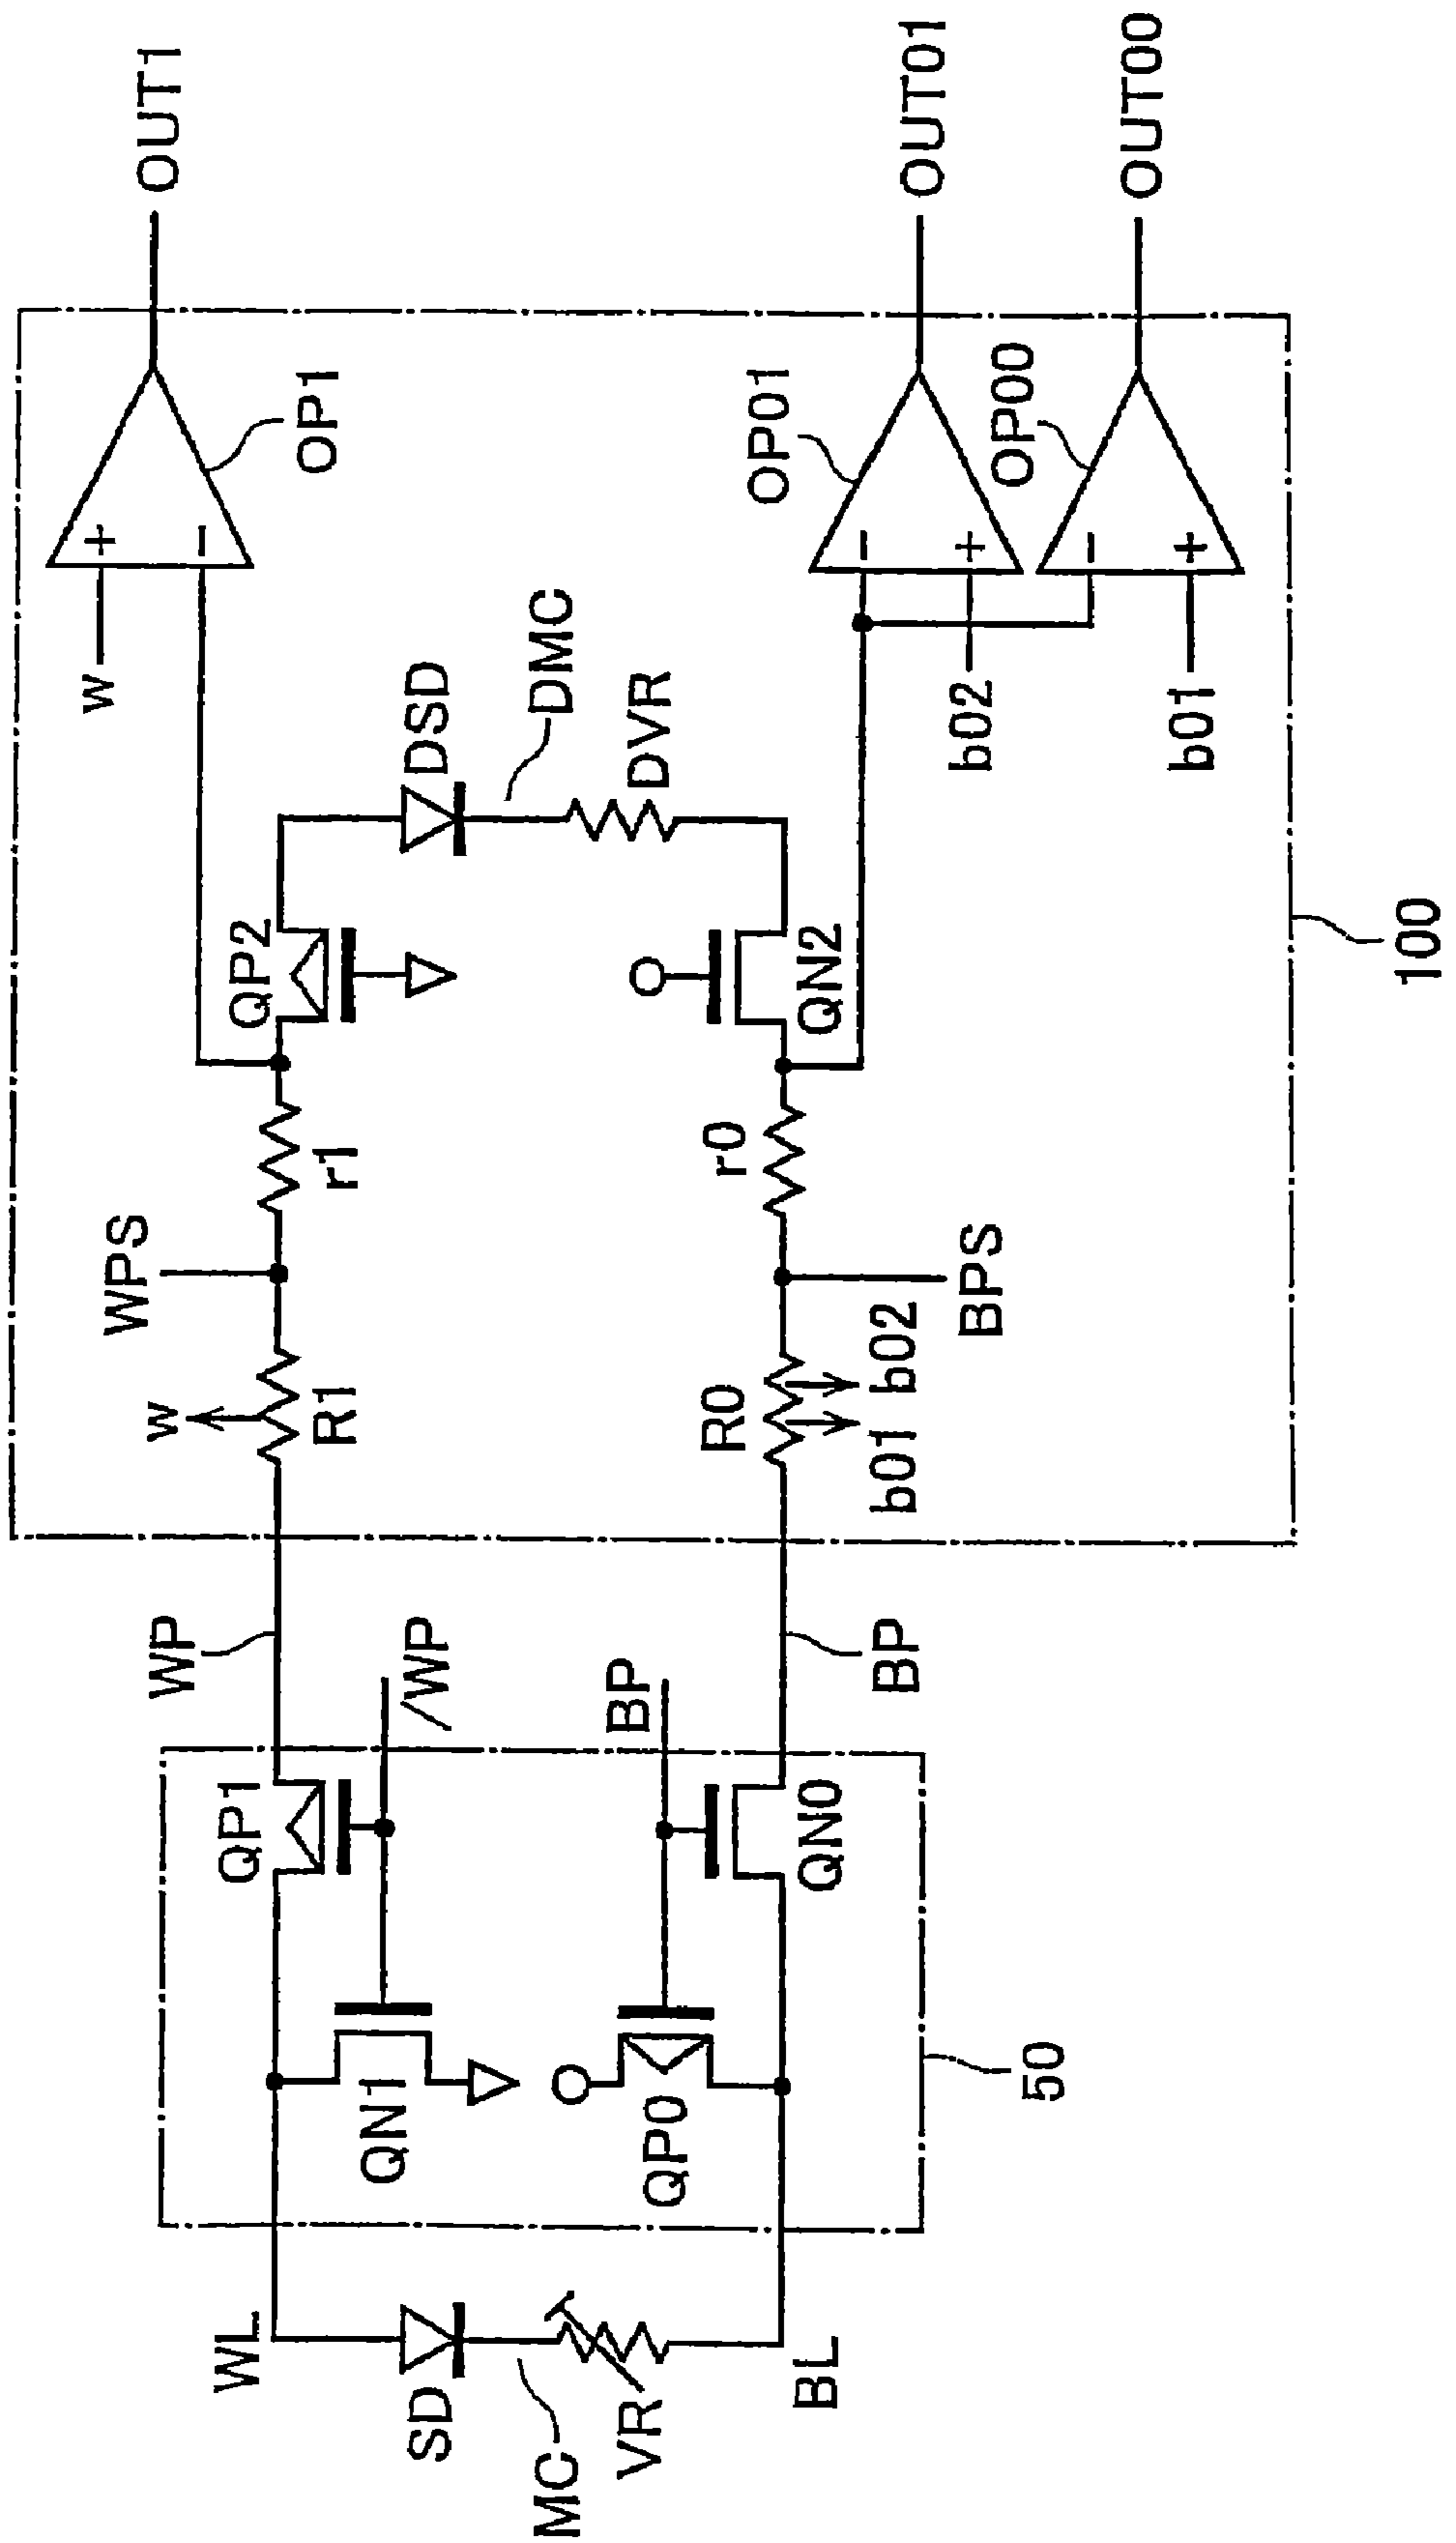 OUT1
OUT01
OUT00
OP1
OP01
OP00
+
−
−
+
−
+
w
b02
b01
DSD
DMC
DVR
QP2
QN2
100
r1
r0
WPS
BPS
w
R1
R0
b01
b02
WP
/WP
BP
BP
QP1
QN0
QN1
QP0
50
WL
SD
MC
VR
BL